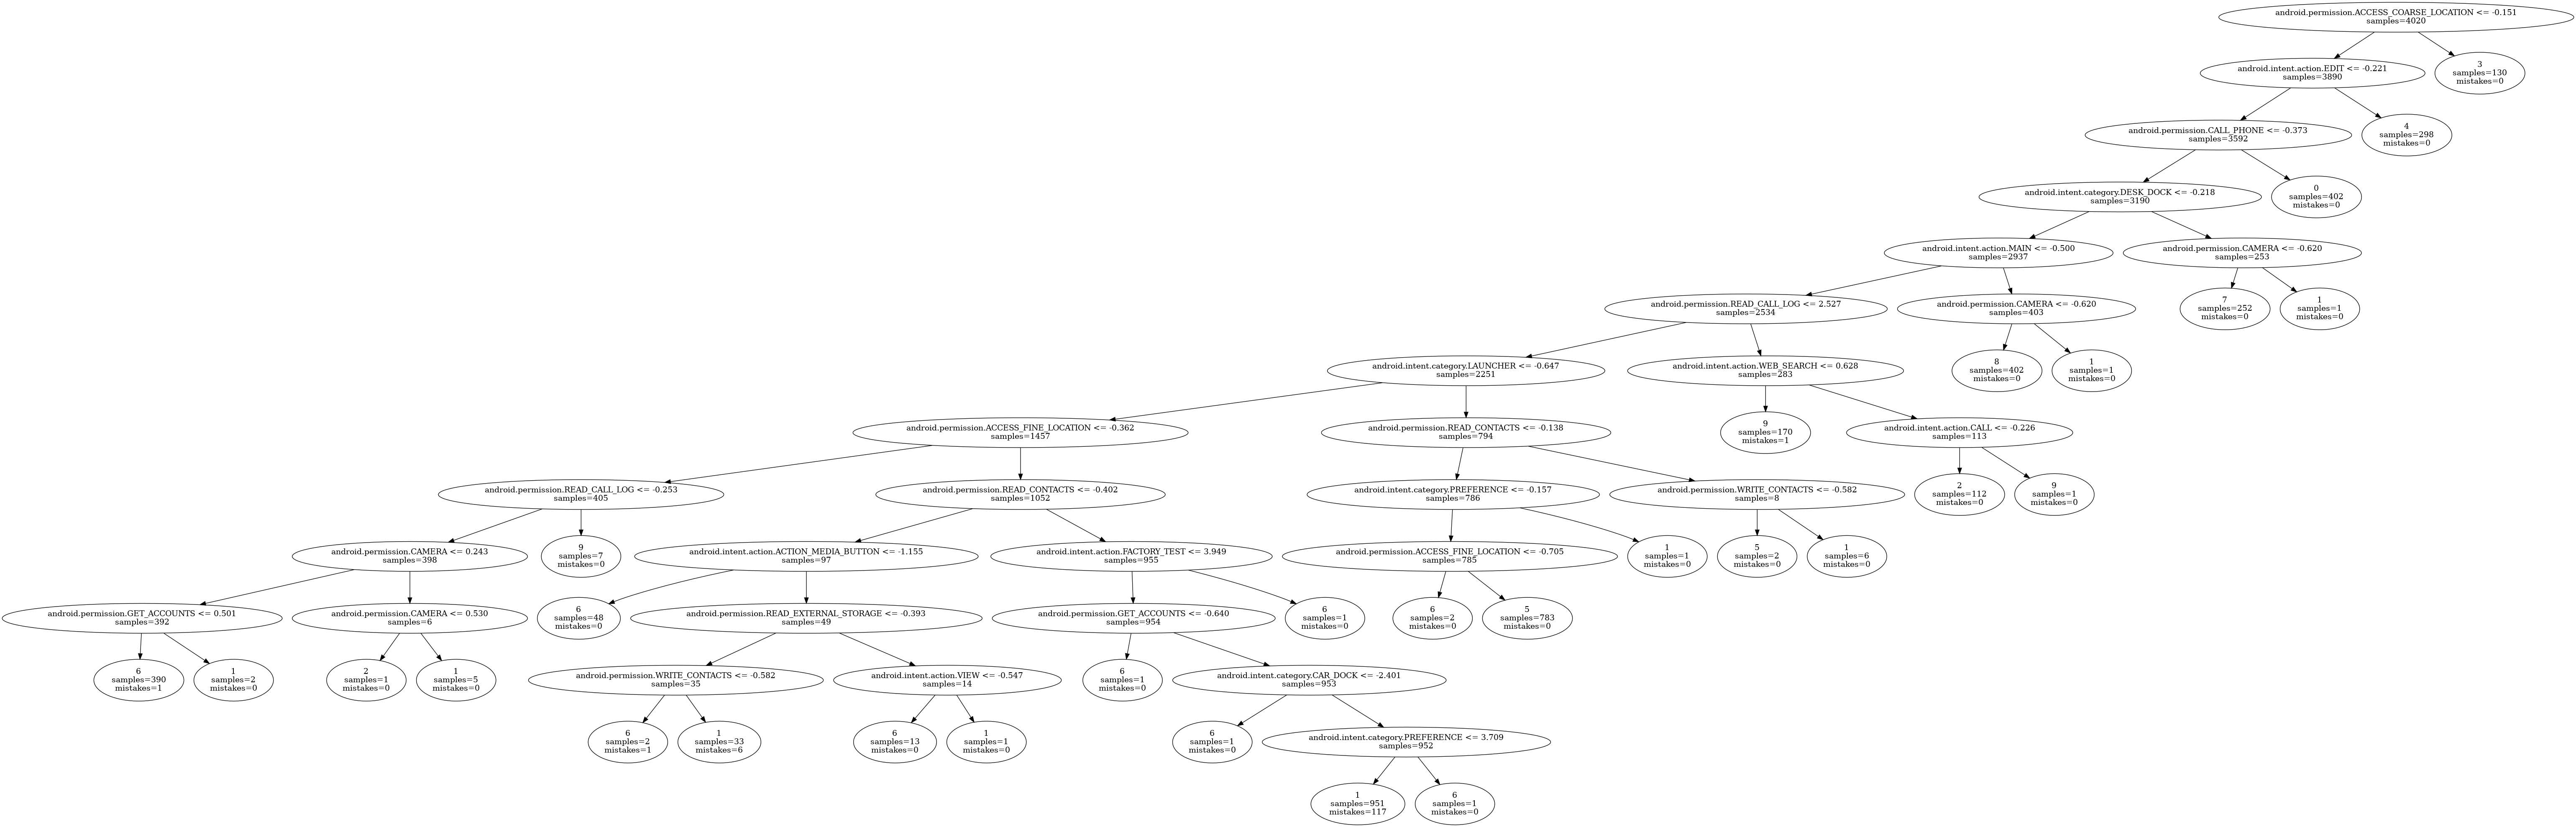 android.permission.ACCESS_COARSE_LOCATION <= -0.151
samples=4020
android.intent.action.EDIT <= -0.221
samples=3890
3
samples=130
mistakes=0
android.permission.CALL_PHONE <= -0.373
samples=3592
4
samples=298
mistakes=0
android.intent.category.DESK_DOCK <= -0.218
samples=3190
0
samples=402
mistakes=0
android.intent.action.MAIN <= -0.500
samples=2937
android.permission.CAMERA <= -0.620
samples=253
android.permission.READ_CALL_LOG <= 2.527
samples=2534
android.permission.CAMERA <= -0.620
samples=403
7
samples=252
mistakes=0
1
samples=1
mistakes=0
android.intent.category.LAUNCHER <= -0.647
samples=2251
android.intent.action.WEB_SEARCH <= 0.628
samples=283
8
samples=402
mistakes=0
1
samples=1
mistakes=0
android.permission.ACCESS_FINE_LOCATION <= -0.362
samples=1457
android.permission.READ_CONTACTS <= -0.138
samples=794
9
samples=170
mistakes=1
android.intent.action.CALL <= -0.226
samples=113
android.permission.READ_CALL_LOG <= -0.253
samples=405
android.permission.READ_CONTACTS <= -0.402
samples=1052
android.intent.category.PREFERENCE <= -0.157
samples=786
android.permission.WRITE_CONTACTS <= -0.582
samples=8
2
samples=112
mistakes=0
9
samples=1
mistakes=0
android.permission.CAMERA <= 0.243
samples=398
9
samples=7
mistakes=0
android.intent.action.ACTION_MEDIA_BUTTON <= -1.155
samples=97
android.intent.action.FACTORY_TEST <= 3.949
samples=955
android.permission.ACCESS_FINE_LOCATION <= -0.705
samples=785
1
samples=1
mistakes=0
5
samples=2
mistakes=0
1
samples=6
mistakes=0
android.permission.GET_ACCOUNTS <= 0.501
samples=392
android.permission.CAMERA <= 0.530
samples=6
6
samples=48
mistakes=0
android.permission.READ_EXTERNAL_STORAGE <= -0.393
samples=49
android.permission.GET_ACCOUNTS <= -0.640
samples=954
6
samples=1
mistakes=0
6
samples=2
mistakes=0
5
samples=783
mistakes=0
6
samples=390
mistakes=1
1
samples=2
mistakes=0
2
samples=1
mistakes=0
1
samples=5
mistakes=0
android.permission.WRITE_CONTACTS <= -0.582
samples=35
android.intent.action.VIEW <= -0.547
samples=14
6
samples=1
mistakes=0
android.intent.category.CAR_DOCK <= -2.401
samples=953
6
samples=2
mistakes=1
1
samples=33
mistakes=6
6
samples=13
mistakes=0
1
samples=1
mistakes=0
6
samples=1
mistakes=0
android.intent.category.PREFERENCE <= 3.709
samples=952
1
samples=951
mistakes=117
6
samples=1
mistakes=0